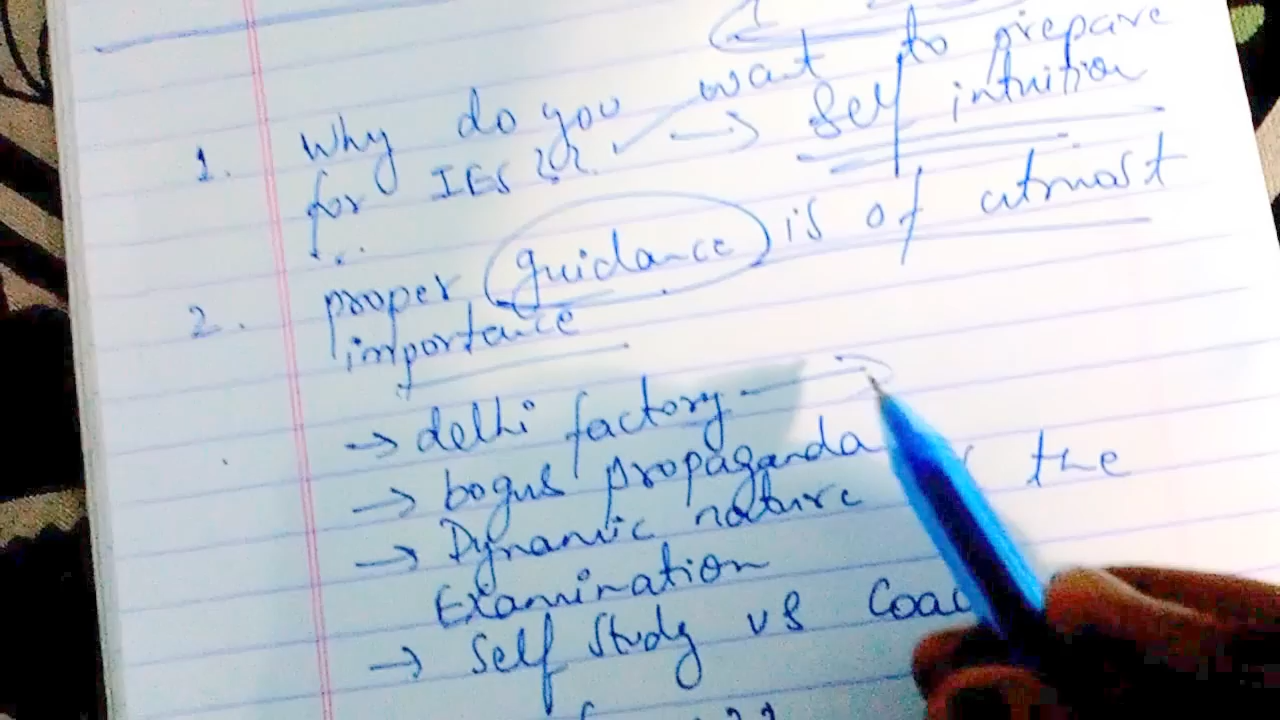 1. Why do you want to prepare
for IES ?? → Self intuition
2. proper guidance is of utmost
importance
→ delhi factory
→ bogus propaganda
→ Dynamic nature the
Examination
→ Self Study vs